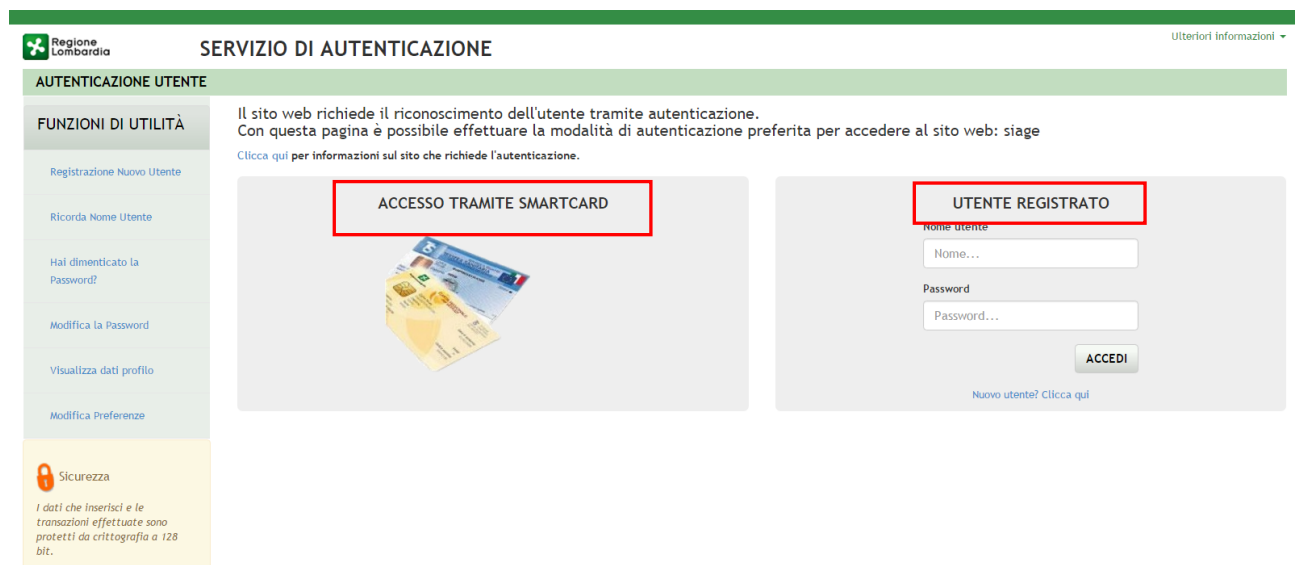 Regione
Lombardia
SERVIZIO DI AUTENTICAZIONE
Ulteriori informazioni
AUTENTICAZIONE UTENTE
FUNZIONI DI UTILITÀ
Registrazione Nuovo Utente
Ricorda Nome Utente
Hai dimenticato la
Password?
Modifica la Password
Visualizza dati profilo
Modifica Preferenze
Sicurezza
I dati che inserisci e le
transazioni effettuate sono
protetti da crittografia a 128
bit.
Il sito web richiede il riconoscimento dell'utente tramite autenticazione.
Con questa pagina è possibile effettuare la modalità di autenticazione preferita per accedere al sito web: siage
Clicca qui per informazioni sul sito che richiede l'autenticazione.
ACCESSO TRAMITE SMARTCARD
UTENTE REGISTRATO
Nome utente
Nome...
Password
Password...
ACCEDI
Nuovo utente? Clicca qui